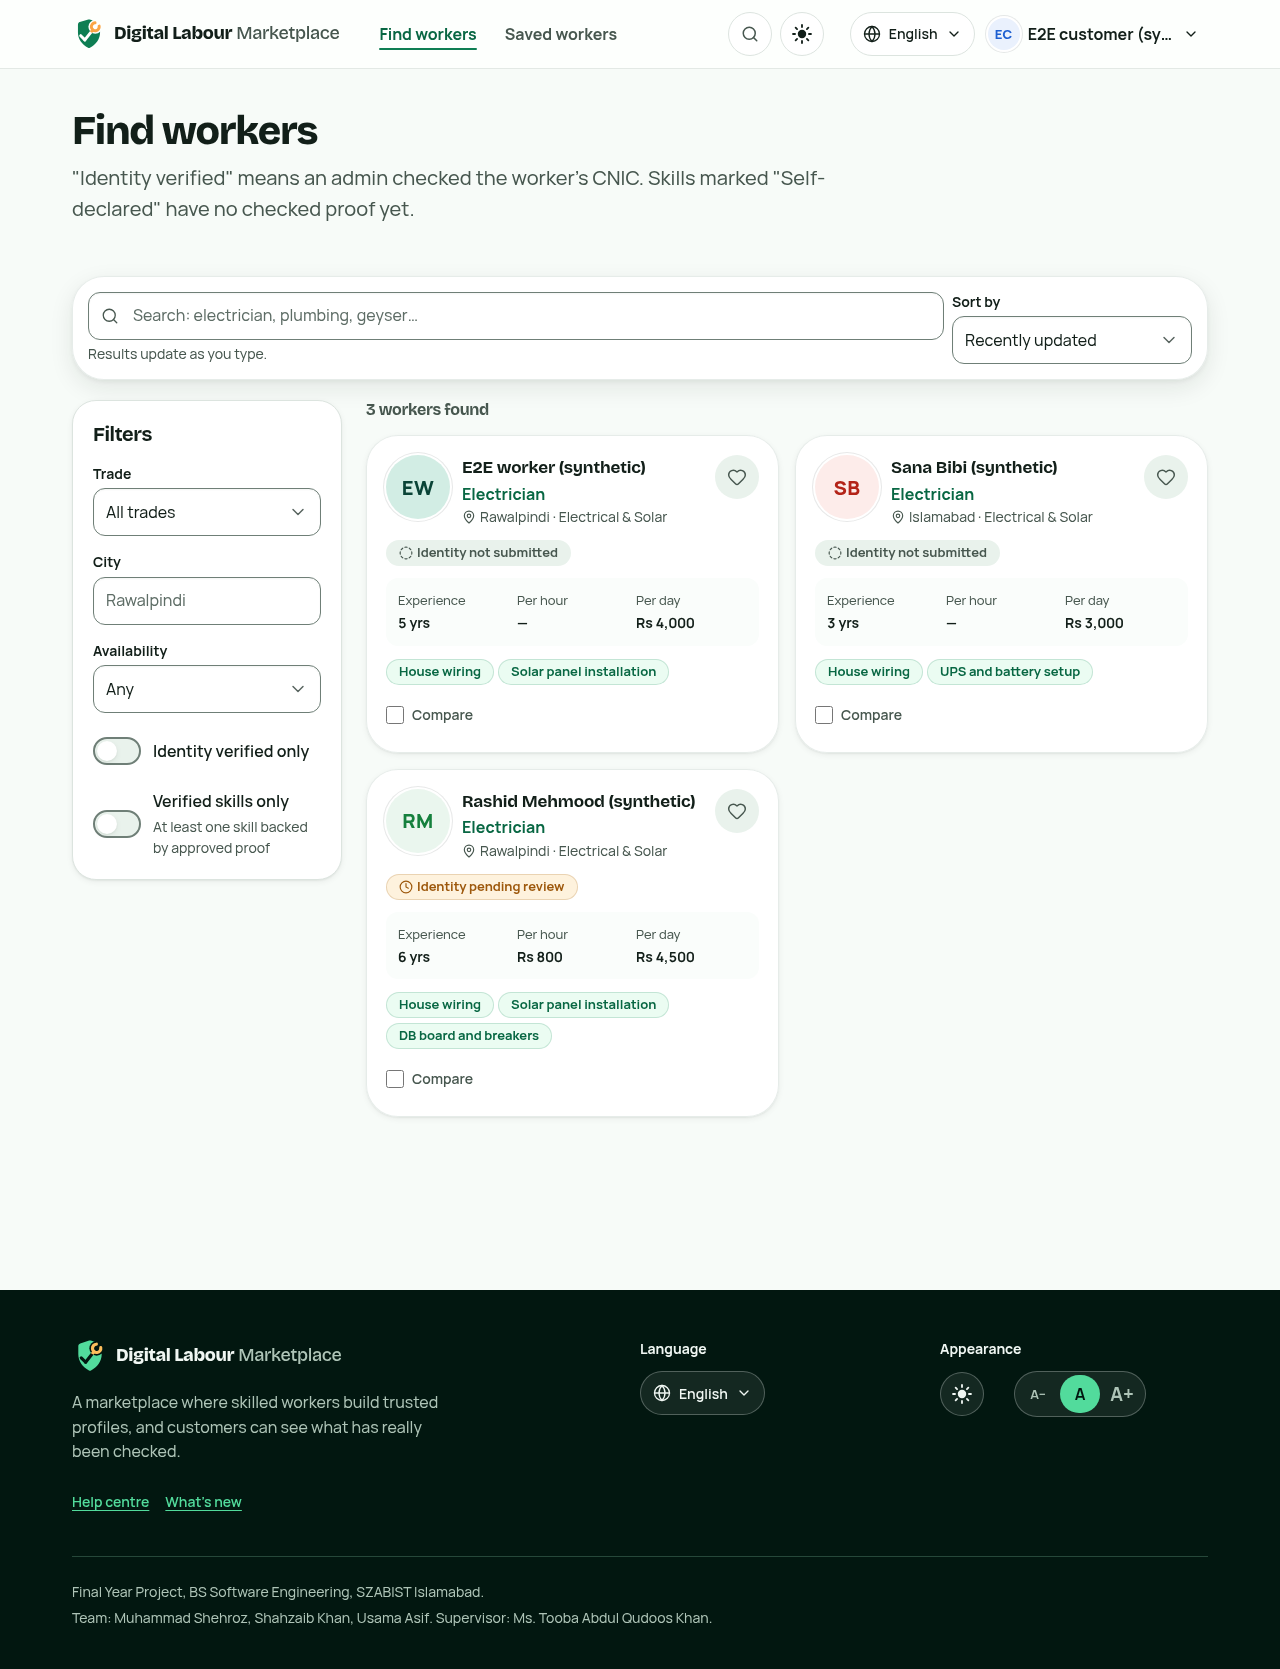 Digital Labour Marketplace
Find workers
Saved workers
English
EC
E2E customer (sy...
Find workers
"Identity verified" means an admin checked the worker's CNIC. Skills marked "Self-
declared" have no checked proof yet.
Search: electrician, plumbing, geyser...
Results update as you type.
Sort by
Recently updated
Filters
Trade
All trades
City
Rawalpindi
Availability
Any
Identity verified only
Verified skills only
At least one skill backed
by approved proof
3 workers found
EW
E2E worker (synthetic)
Electrician
Rawalpindi · Electrical & Solar
Identity not submitted
Experience Per hour Per day
5 yrs — Rs 4,000
House wiring Solar panel installation
Compare
SB
Sana Bibi (synthetic)
Electrician
Islamabad · Electrical & Solar
Identity not submitted
Experience Per hour Per day
3 yrs — Rs 3,000
House wiring UPS and battery setup
Compare
RM
Rashid Mehmood (synthetic)
Electrician
Rawalpindi · Electrical & Solar
Identity pending review
Experience Per hour Per day
6 yrs Rs 800 Rs 4,500
House wiring Solar panel installation
DB board and breakers
Compare
Digital Labour Marketplace
A marketplace where skilled workers build trusted
profiles, and customers can see what has really
been checked.
Help centre What's new
Language
English
Appearance
A- A A+
Final Year Project, BS Software Engineering, SZABIST Islamabad.
Team: Muhammad Shehroz, Shahzaib Khan, Usama Asif. Supervisor: Ms. Tooba Abdul Qudoos Khan.